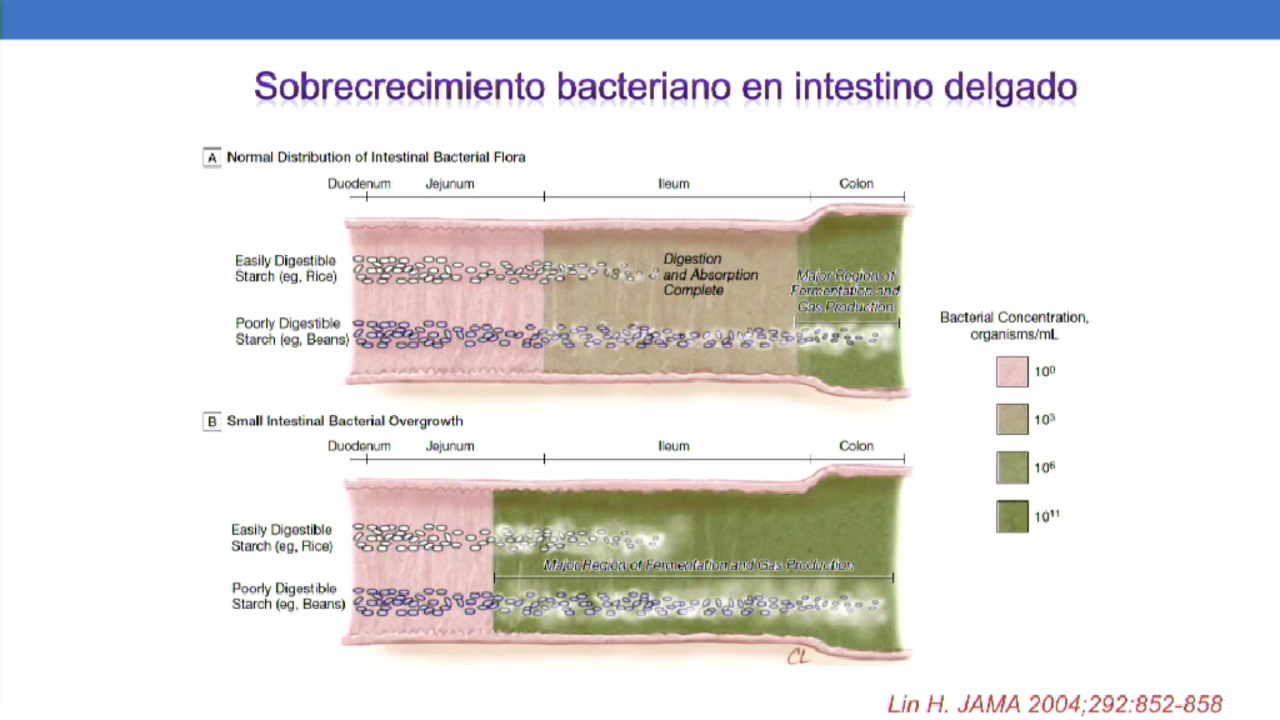 Sobrecrecimiento bacteriano en intestino delgado
A Normal Distribution of Intestinal Bacterial Flora
Duodenum Jejunum Ileum Colon
Easily Digestible
Starch (eg, Rice)
Digestion
and Absorption
Complete
Major Region of
Fermentation and
Gas Production
Poorly Digestible
Starch (eg, Beans)
Bacterial Concentration,
organisms/mL
10⁰
10³
10⁶
10¹¹
B Small Intestinal Bacterial Overgrowth
Duodenum Jejunum Ileum Colon
Easily Digestible
Starch (eg, Rice)
Major Region of Fermentation and Gas Production
Poorly Digestible
Starch (eg, Beans)
CL
Lin H. JAMA 2004;292:852-858